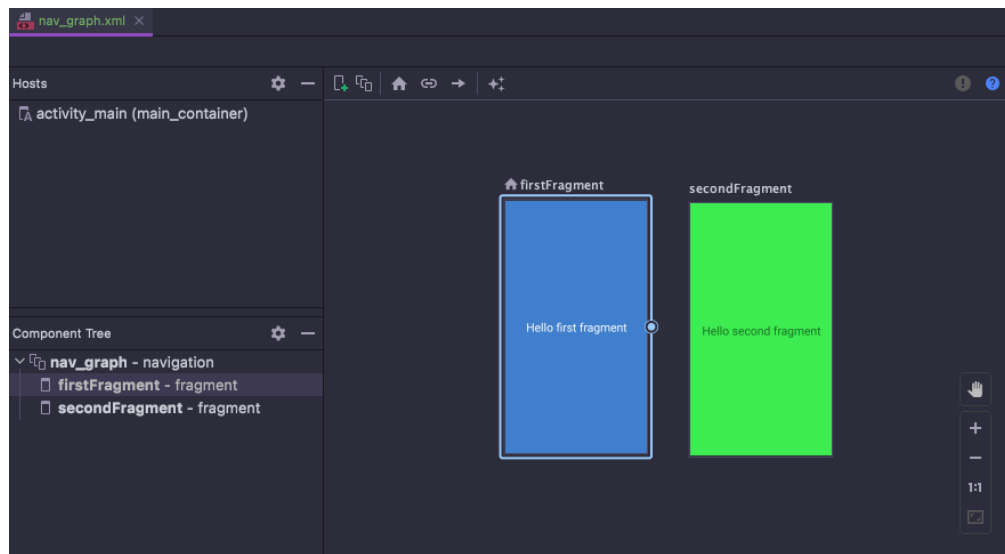 nav_graph.xml
Hosts
activity_main (main_container)
firstFragment
secondFragment
Hello first fragment
Hello second fragment
Component Tree
nav_graph - navigation
firstFragment - fragment
secondFragment - fragment
1:1